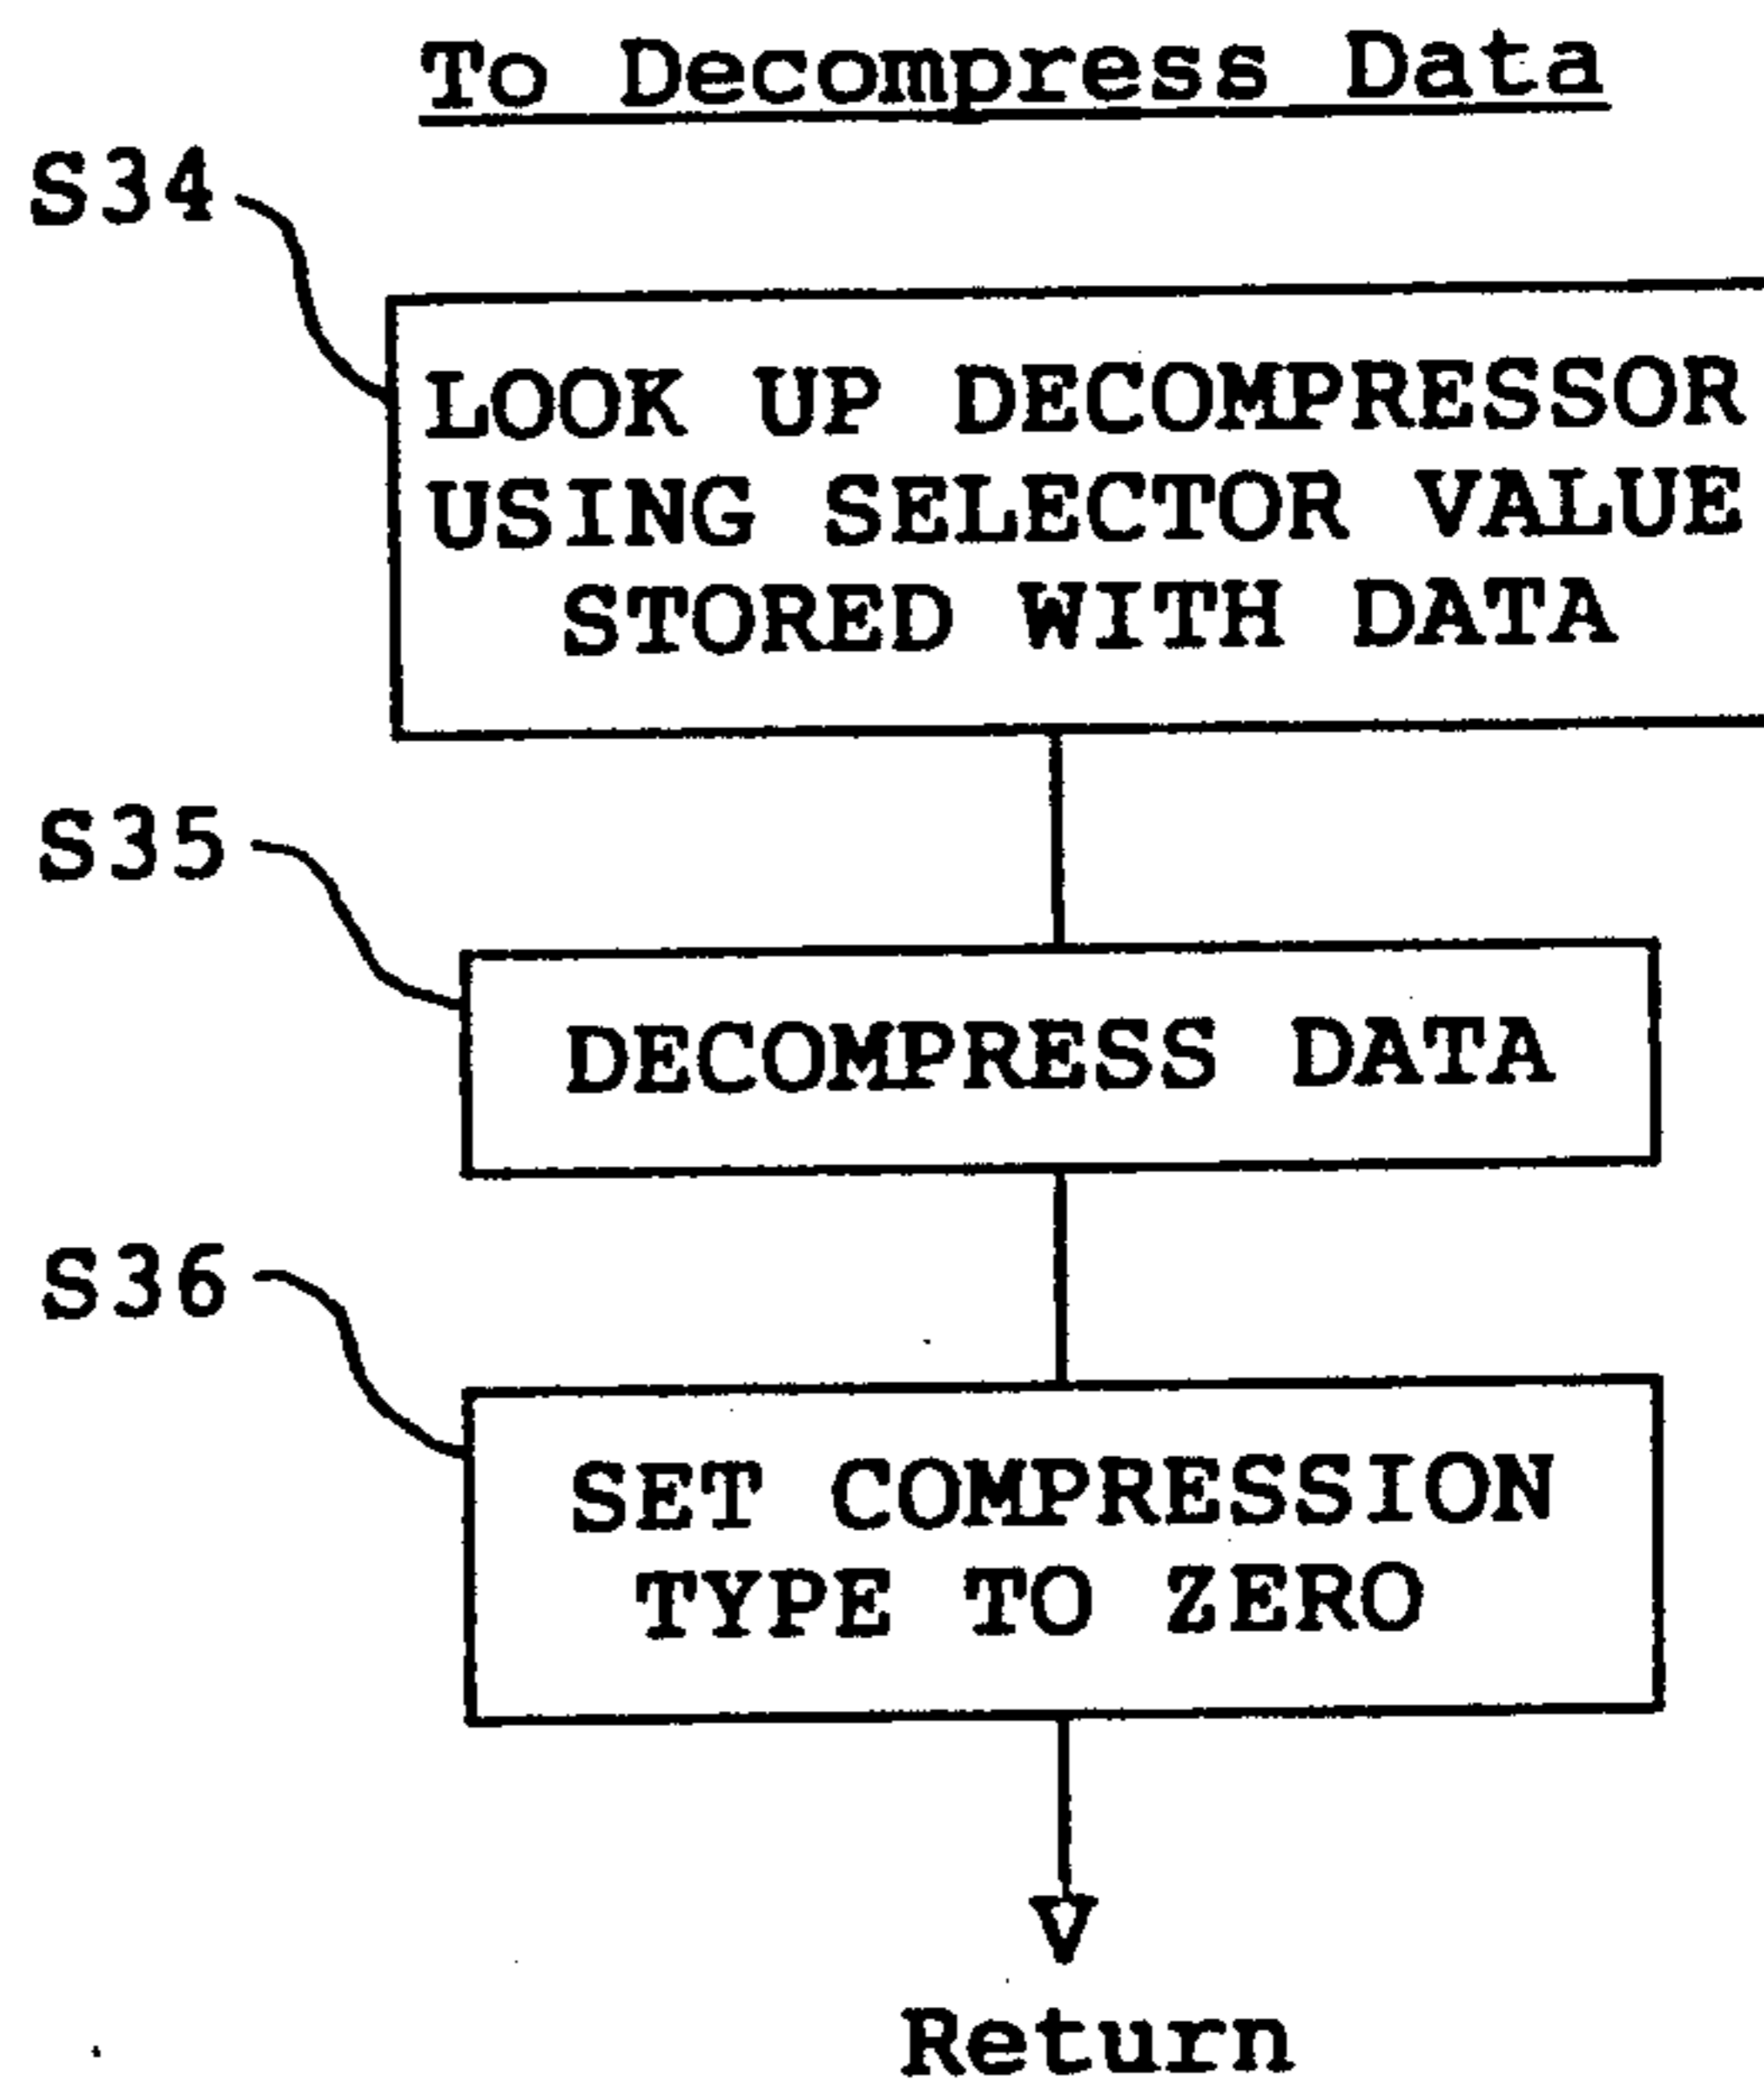 To Decompress Data
S34
LOOK UP DECOMPRESSOR
USING SELECTOR VALUE
STORED WITH DATA
S35
DECOMPRESS DATA
S36
SET COMPRESSION
TYPE TO ZERO
Return